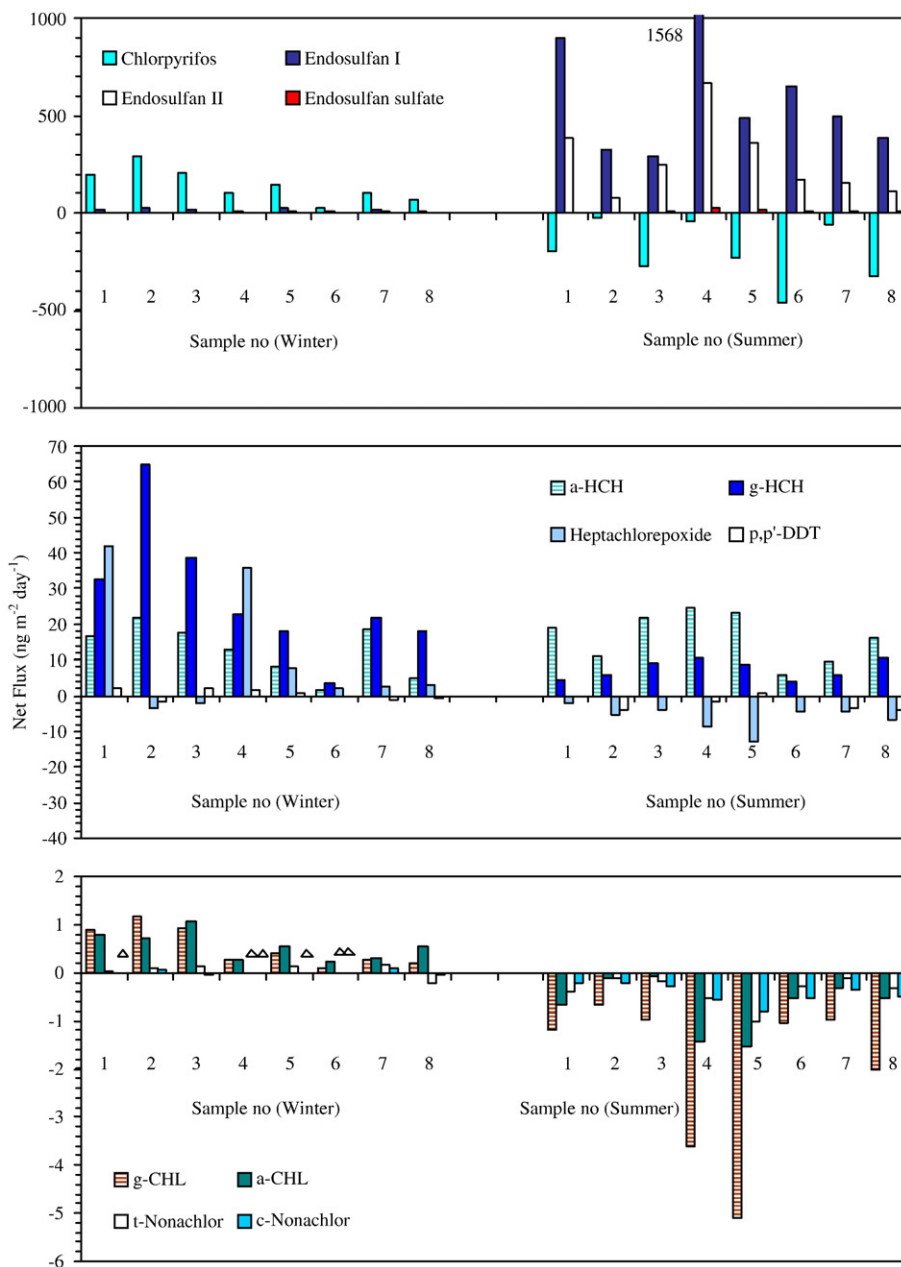 1000
1568
Chlorpyrifos Endosulfan I
Endosulfan II Endosulfan sulfate
500
0
1 2 3 4 5 6 7 8 1 2 3 4 5 6 7 8
-500
Sample no (Winter) Sample no (Summer)
-1000
70
60
a-HCH g-HCH
50
Heptachlorepoxide p,p'-DDT
40
30
20
10
0
-10
1 2 3 4 5 6 7 8 1 2 3 4 5 6 7 8
-20
Sample no (Winter) Sample no (Summer)
-30
-40
Net Flux (ng m⁻² day⁻¹)
2
1
0
-1
1 2 3 4 5 6 7 8 1 2 3 4 5 6 7 8
-2
Sample no (Winter) Sample no (Summer)
-3
-4
g-CHL a-CHL
-5
t-Nonachlor c-Nonachlor
-6